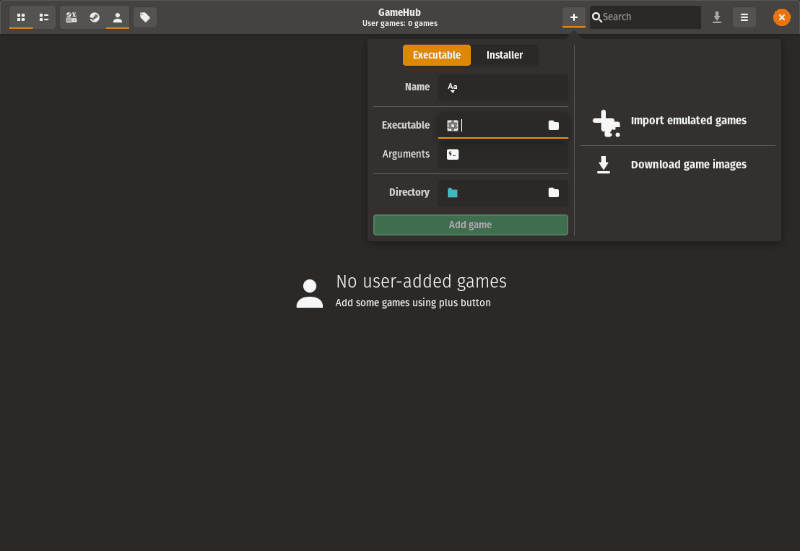 GameHub
User games: 0 games
Search
Executable
Installer
Name
Executable
Arguments
Directory
Add game
Import emulated games
Download game images
No user-added games
Add some games using plus button